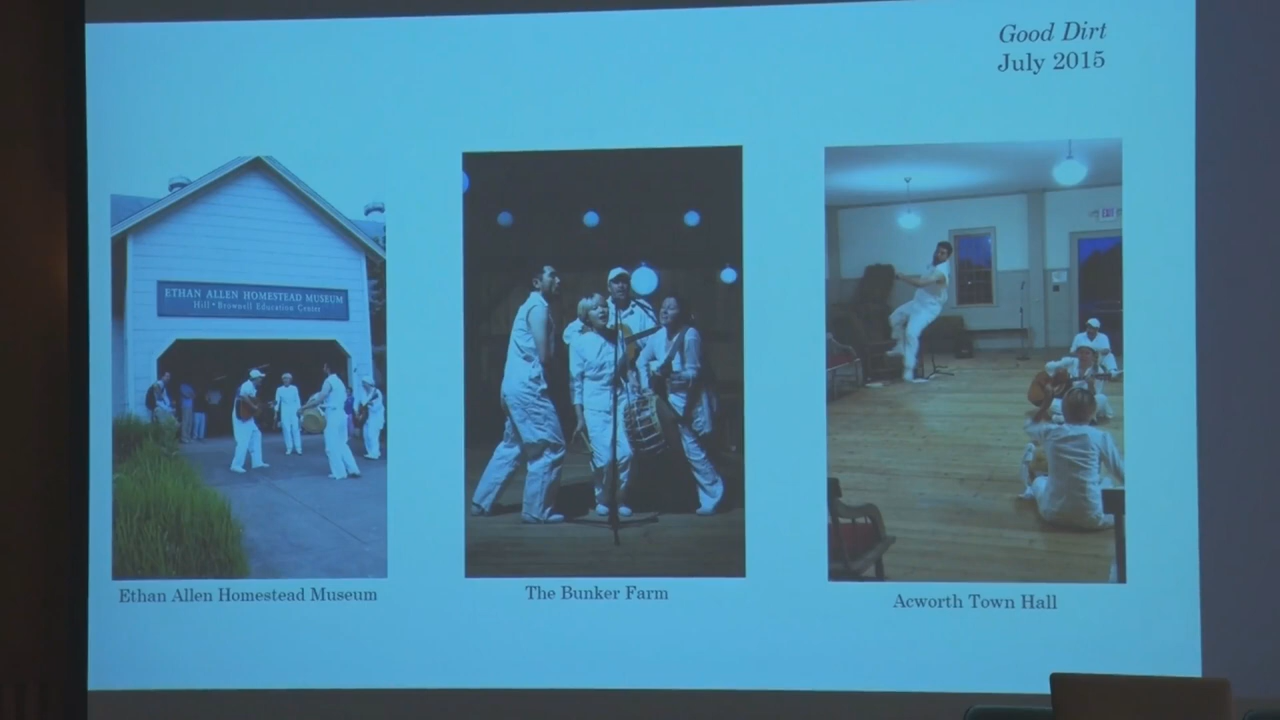 Good Dirt
July 2015
ETHAN ALLEN HOMESTEAD MUSEUM
Hill • Brownell Education Center
EXIT
Ethan Allen Homestead Museum
The Bunker Farm
Acworth Town Hall